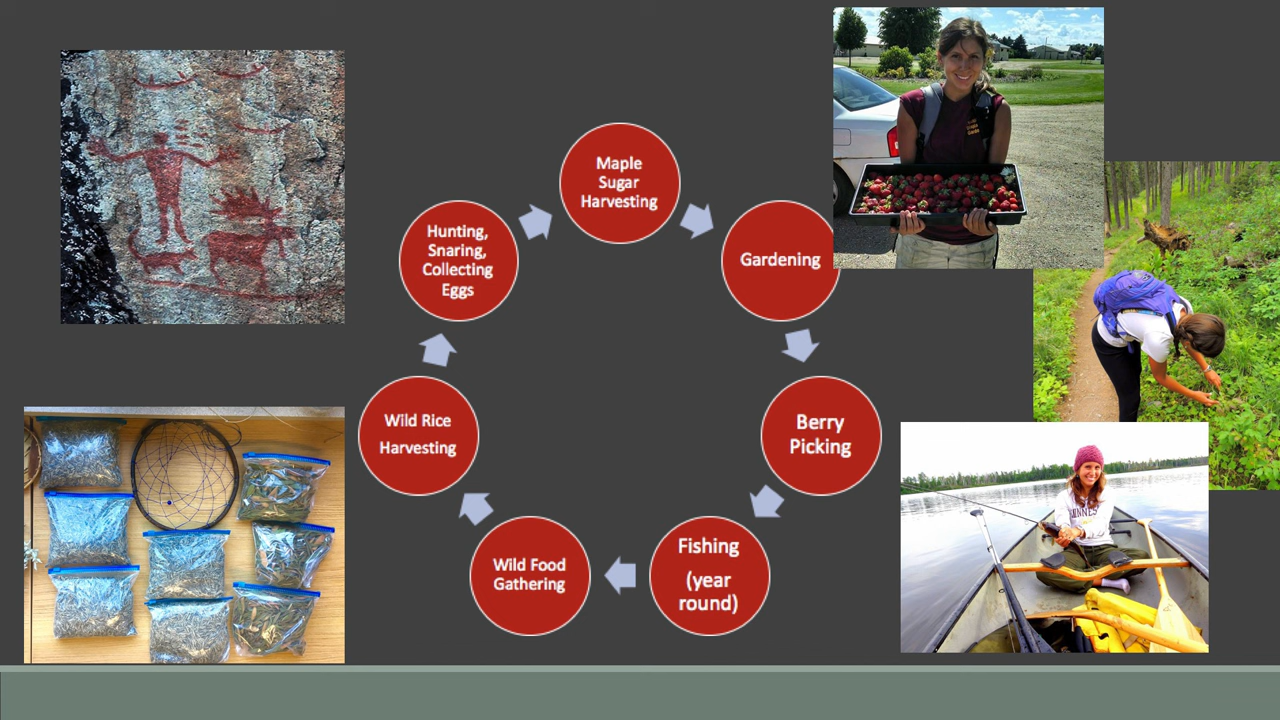 Maple
Sugar
Harvesting
Gardening
Berry
Picking
Fishing
(year
round)
Wild Food
Gathering
Wild Rice
Harvesting
Hunting,
Snaring,
Collecting
Eggs